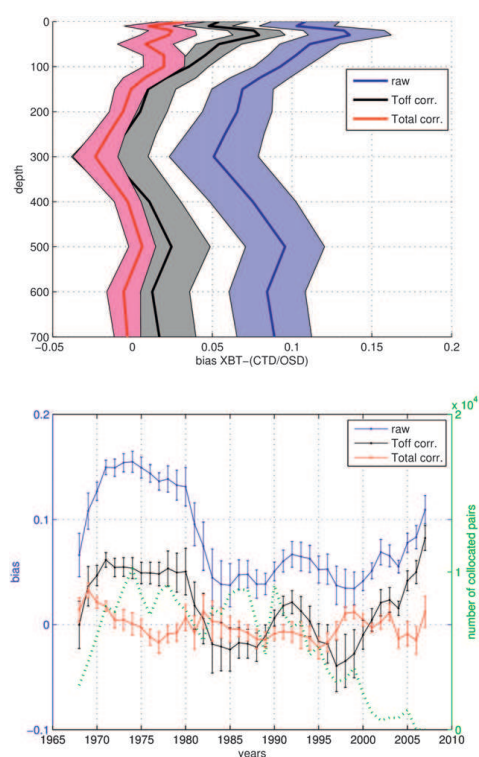 0
100
200
300
400
500
600
700
depth
raw
Toff corr.
Total corr.
−0.05
0
0.05
0.1
0.15
0.2
bias XBT−(CTD/OSD)
x 10⁴
0.2
0.1
0
−0.1
bias
raw
Toff corr.
Total corr.
2
1
0
number of collocated pairs
1965
1970
1975
1980
1985
1990
1995
2000
2005
2010
years